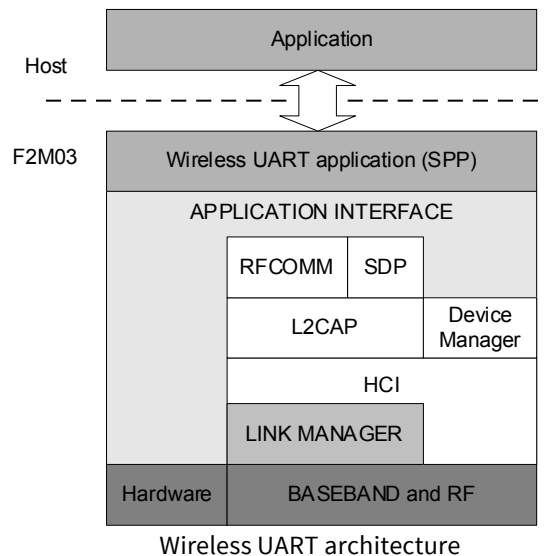 Application
Host
F2M03
Wireless UART application (SPP)
APPLICATION INTERFACE
RFCOMM
SDP
L2CAP
Device
Manager
HCI
LINK MANAGER
Hardware
BASEBAND and RF
Wireless UART architecture